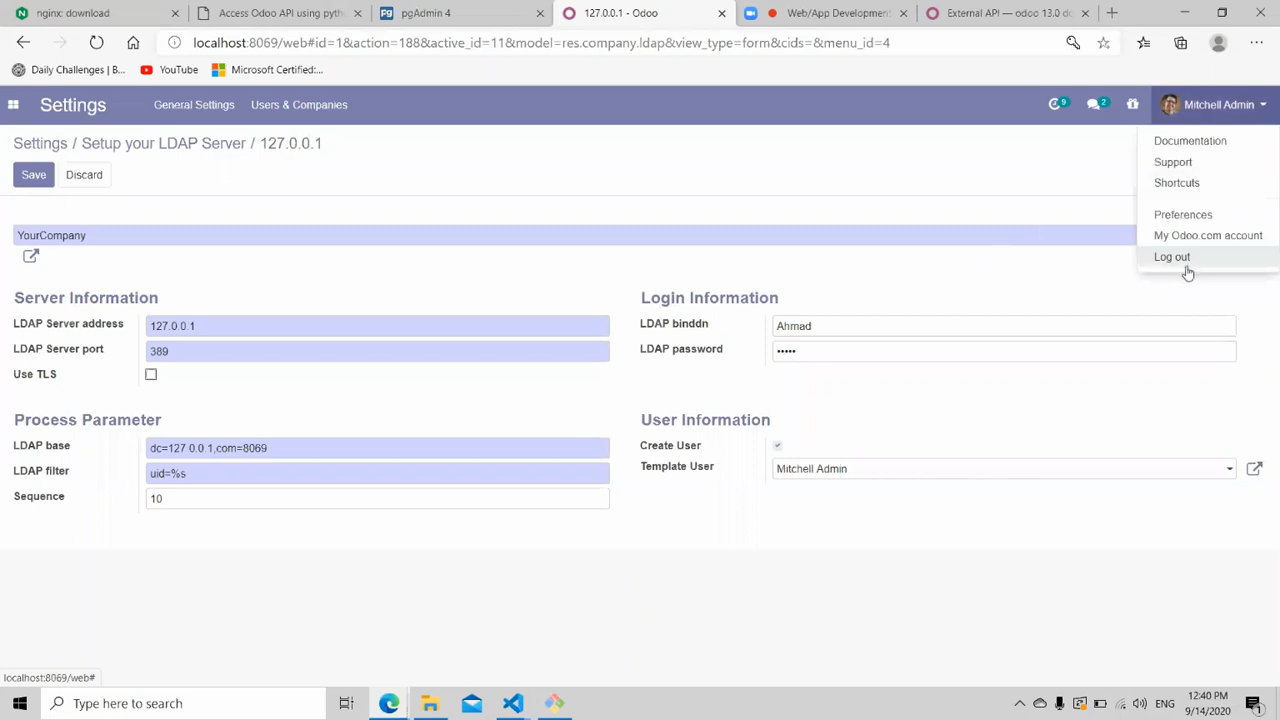 nginx: download
Access Odoo API using pyth
pgAdmin 4
127.0.0.1 - Odoo
Web/App Development
External API — odoo 13.0 do
localhost:8069/web#id=1&action=188&active_id=11&model=res.company.ldap&view_type=form&cids=&menu_id=4
Daily Challenges | B...
YouTube
Microsoft Certified:...
Settings
General Settings
Users & Companies
9
2
Mitchell Admin
Settings / Setup your LDAP Server / 127.0.0.1
Documentation
Support
Save
Discard
Shortcuts
Preferences
YourCompany
My Odoo.com account
Log out
Server Information
LDAP Server address
127.0.0.1
LDAP Server port
389
Use TLS
Login Information
LDAP binddn
Ahmad
LDAP password
•••••
Process Parameter
LDAP base
dc=127.0.0.1,com=8069
LDAP filter
uid=%s
Sequence
10
User Information
Create User
Template User
Mitchell Admin
localhost:8069/web#
Type here to search
ENG
12:40 PM
9/14/2020
1